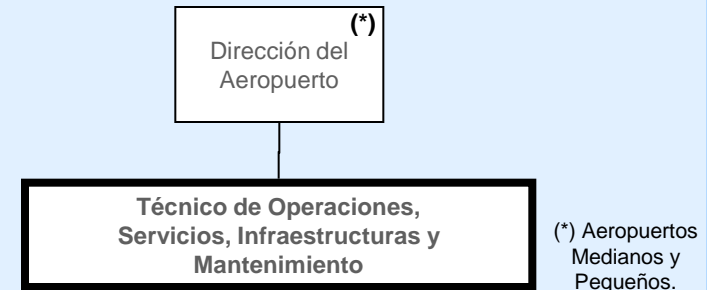 (*)
Dirección del
Aeropuerto
Técnico de Operaciones,
Servicios, Infraestructuras y
Mantenimiento
(*) Aeropuertos
Medianos y
Pequeños.